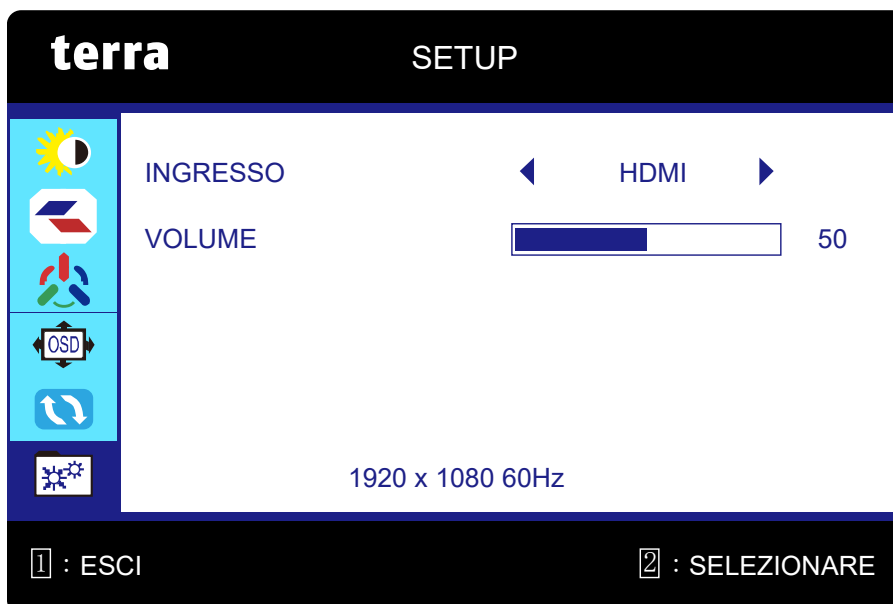 terra SETUP
INGRESSO HDMI
VOLUME 50
OSD
1920 x 1080 60Hz
1 : ESCI 2 : SELEZIONARE